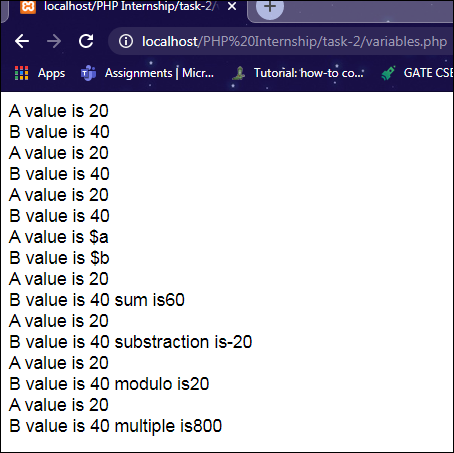 localhost/PHP Internship/task-2/
localhost/PHP%20Internship/task-2/variables.php
Apps Assignments | Micr... Tutorial: how-to co... GATE CSE
A value is 20
B value is 40
A value is 20
B value is 40
A value is 20
B value is 40
A value is $a
B value is $b
A value is 20
B value is 40 sum is60
A value is 20
B value is 40 substraction is-20
A value is 20
B value is 40 modulo is20
A value is 20
B value is 40 multiple is800